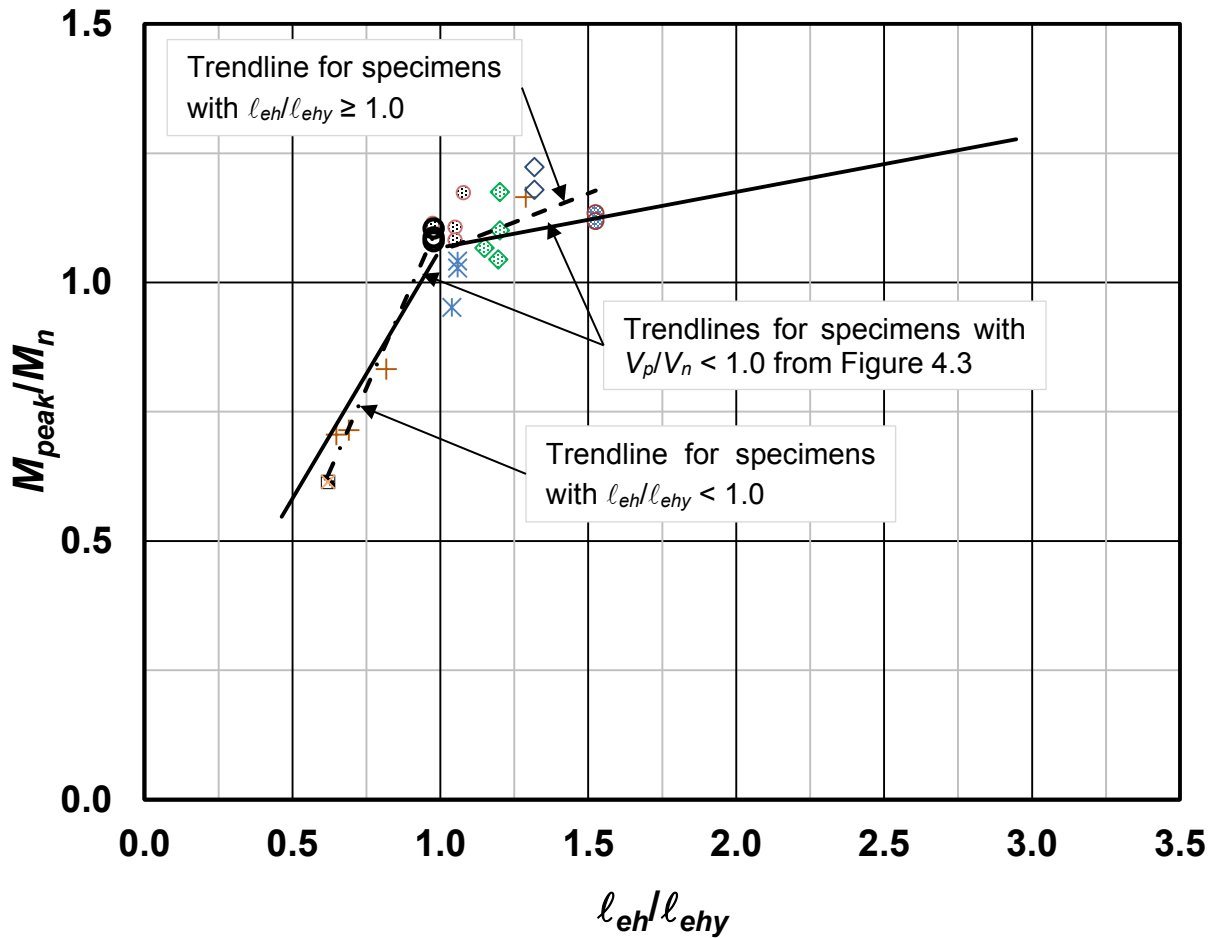 1.5
Trendline for specimens
with ℓeh/ℓehy ≥ 1.0
1.0
Trendlines for specimens with
Vp/Vn < 1.0 from Figure 4.3
Mpeak/Mn
Trendline for specimens
with ℓeh/ℓehy < 1.0
0.5
0.0
0.0 0.5 1.0 1.5 2.0 2.5 3.0 3.5
ℓeh/ℓehy